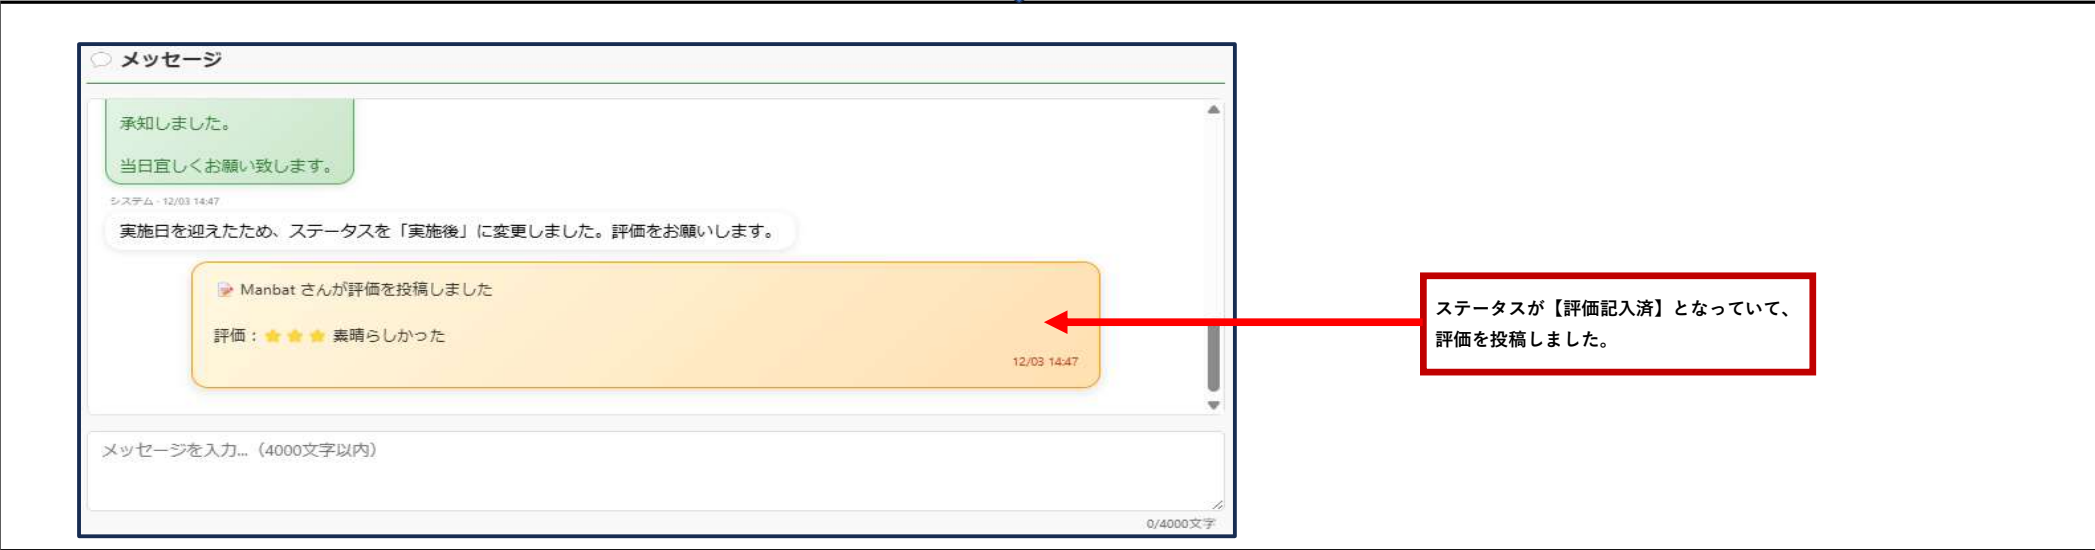 メッセージ
承知しました。
当日宜しくお願い致します。
システム - 12/03 14:47
実施日を迎えたため、ステータスを「実施後」に変更しました。評価をお願いします。
Manbat さんが評価を投稿しました
評価：⭐⭐⭐ 素晴らしかった
12/03 14:47
メッセージを入力...（4000文字以内）
0/4000文字
ステータスが【評価記入済】となっていて、
評価を投稿しました。